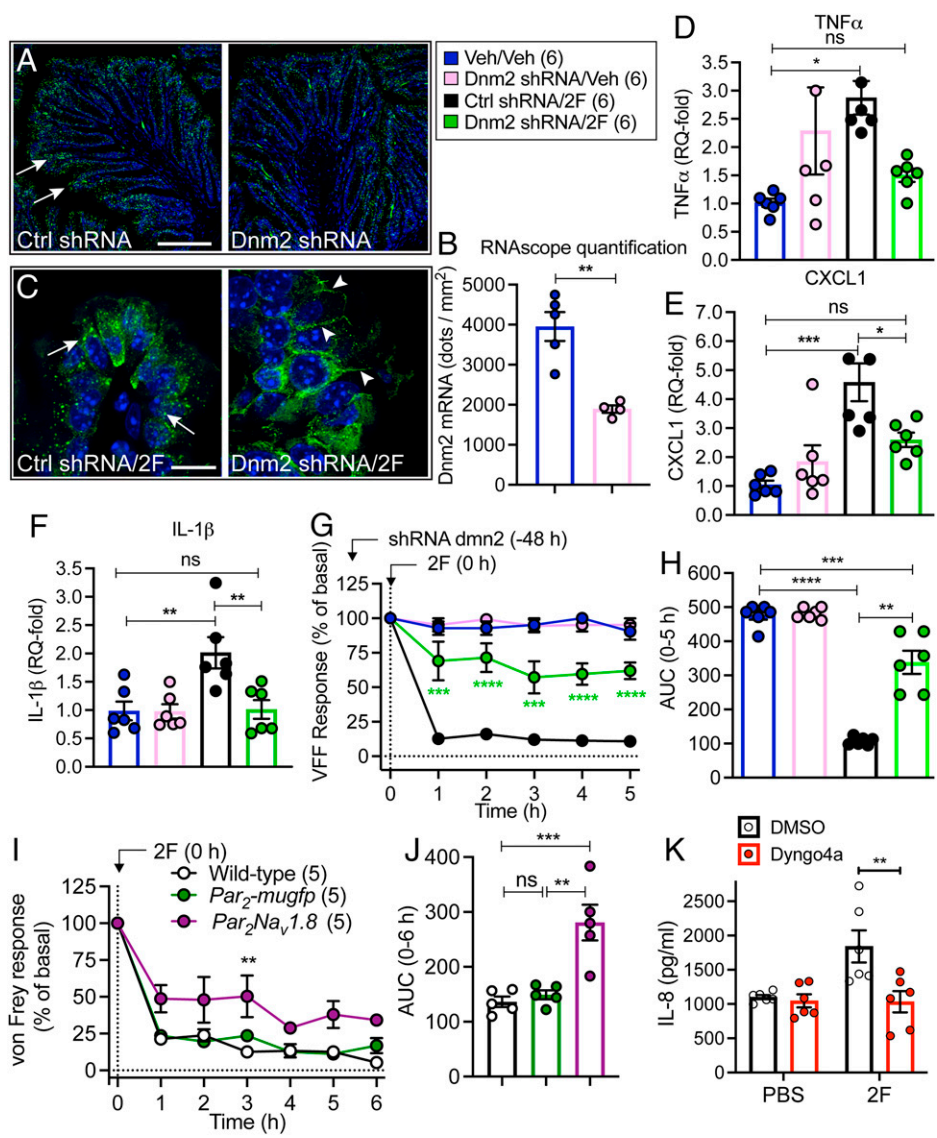 A
Ctrl shRNA
Dnm2 shRNA
Veh/Veh (6)
Dnm2 shRNA/Veh (6)
Ctrl shRNA/2F (6)
Dnm2 shRNA/2F (6)
B
RNAscope quantification
**
Dnm2 mRNA (dots / mm²)
6000
4000
2000
1000
0
C
Ctrl shRNA/2F
Dnm2 shRNA/2F
D
TNFα
ns
*
TNFα (RQ-fold)
3.5
3.0
2.5
2.0
1.5
1.0
0.5
0.0
E
CXCL1
ns
***
*
CXCL1 (RQ-fold)
7.0
6.0
5.0
4.0
3.0
2.0
1.0
0.0
F
IL-1β
ns
**
**
IL-1β (RQ-fold)
3.5
3.0
2.5
2.0
1.5
1.0
0.5
0.0
G
shRNA dmn2 (-48 h)
2F (0 h)
VFF Response (% of basal)
125
100
75
50
25
0
***
****
***
****
****
0 1 2 3 4 5
Time (h)
H
***
****
**
AUC (0-5 h)
600
500
400
300
200
100
0
I
2F (0 h)
Wild-type (5)
Par₂-mugfp (5)
Par₂Naᵥ1.8 (5)
von Frey response
(% of basal)
125
100
75
50
25
0
**
0 1 2 3 4 5 6
Time (h)
J
***
ns
**
AUC (0-6 h)
400
300
200
100
0
K
DMSO
Dyngo4a
**
IL-8 (pg/ml)
3000
2500
2000
1500
1000
500
0
PBS
2F